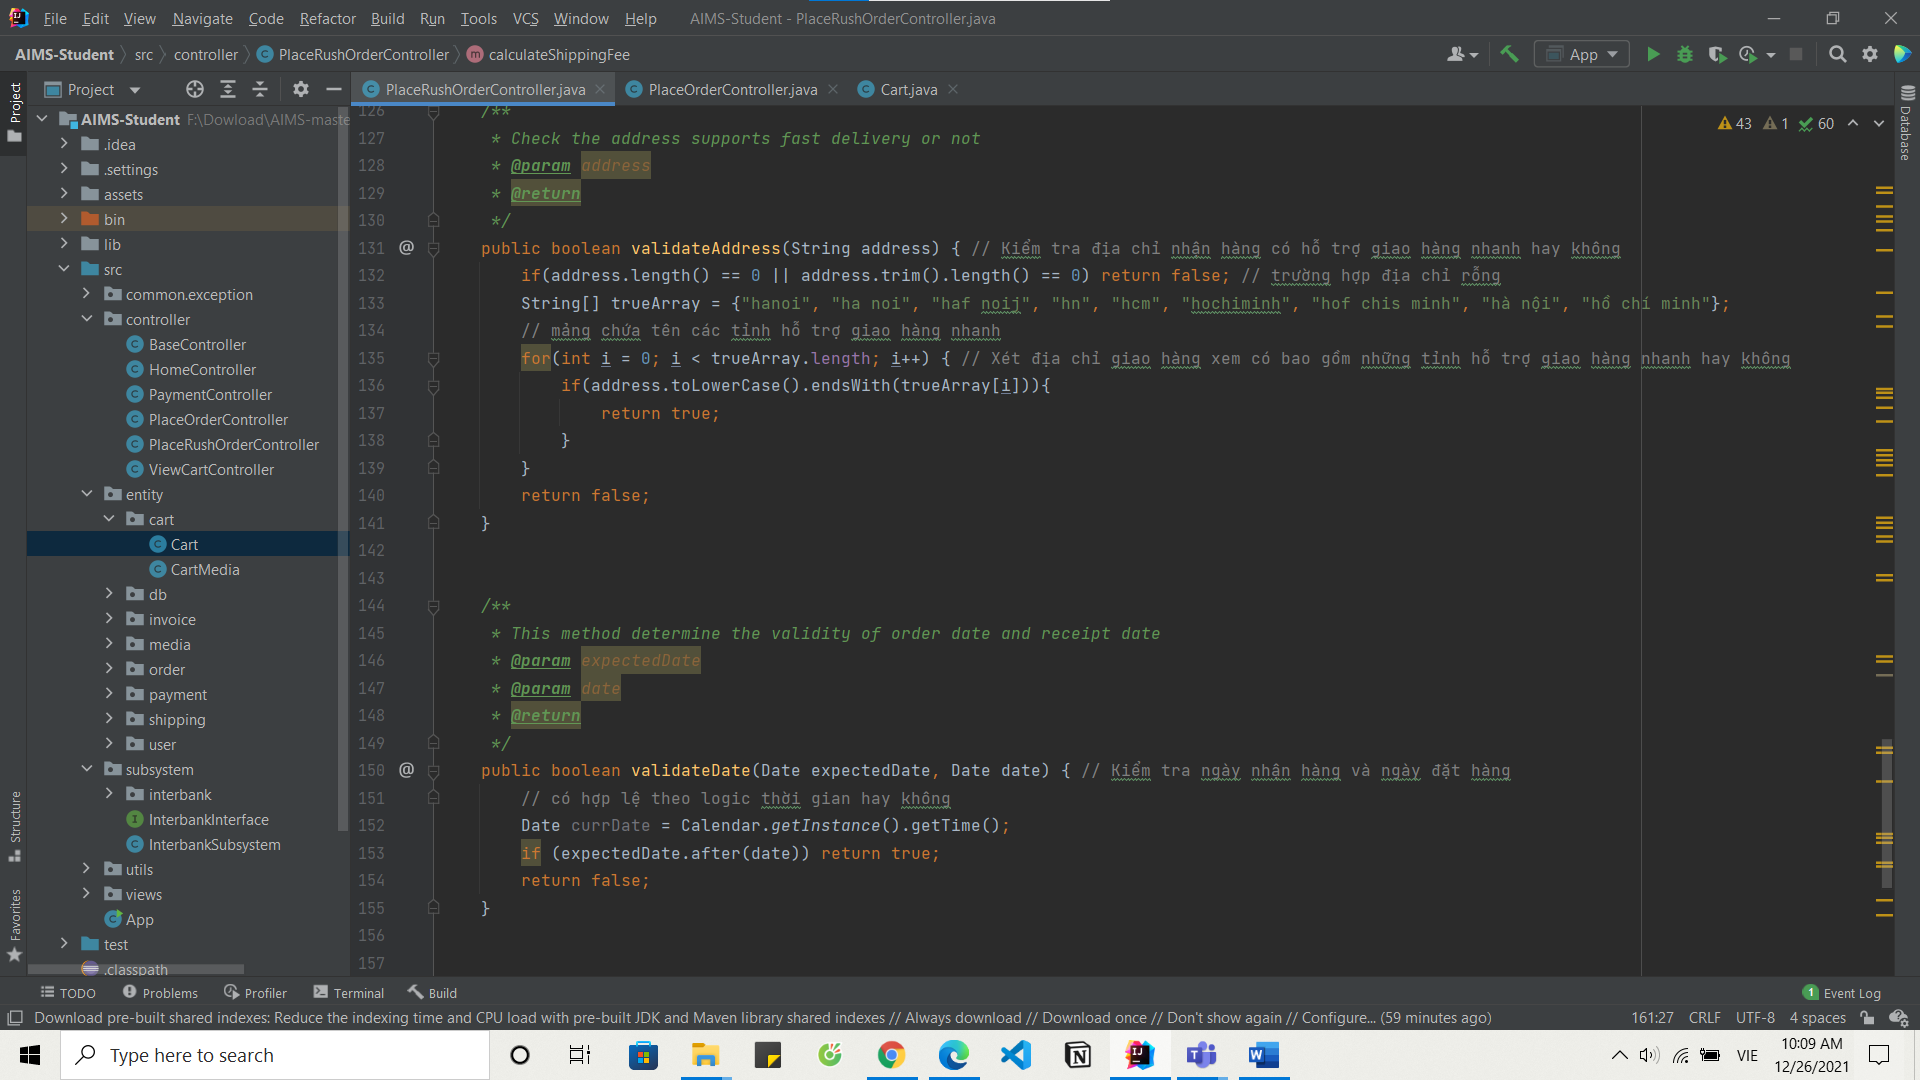 File Edit View Navigate Code Refactor Build Run Tools VCS Window Help AIMS-Student - PlaceRushOrderController.java
AIMS-Student src controller PlaceRushOrderController calculateShippingFee App
Project
PlaceRushOrderController.java PlaceOrderController.java Cart.java
Project
Structure
Favorites
Database
AIMS-Student F:\Dowload\AIMS-maste
.idea
.settings
assets
bin
lib
src
common.exception
controller
BaseController
HomeController
PaymentController
PlaceOrderController
PlaceRushOrderController
ViewCartController
entity
cart
Cart
CartMedia
db
invoice
media
order
payment
shipping
user
subsystem
interbank
InterbankInterface
InterbankSubsystem
utils
views
App
test
.classpath
43 1 60
126 /**
127 * Check the address supports fast delivery or not
128 * @param address
129 * @return
130 */
131 @ public boolean validateAddress(String address) { // Kiểm tra địa chỉ nhận hàng có hỗ trợ giao hàng nhanh hay không
132 if(address.length() == 0 || address.trim().length() == 0) return false; // trường hợp địa chỉ rỗng
133 String[] trueArray = {"hanoi", "ha noi", "haf noij", "hn", "hcm", "hochiminh", "hof chis minh", "hà nội", "hồ chí minh"};
134 // mảng chứa tên các tỉnh hỗ trợ giao hàng nhanh
135 for(int i = 0; i < trueArray.length; i++) { // Xét địa chỉ giao hàng xem có bao gồm những tỉnh hỗ trợ giao hàng nhanh hay không
136 if(address.toLowerCase().endsWith(trueArray[i])){
137 return true;
138 }
139 }
140 return false;
141 }
142
143
144 /**
145 * This method determine the validity of order date and receipt date
146 * @param expectedDate
147 * @param date
148 * @return
149 */
150 @ public boolean validateDate(Date expectedDate, Date date) { // Kiểm tra ngày nhận hàng và ngày đặt hàng
151 // có hợp lệ theo logic thời gian hay không
152 Date currDate = Calendar.getInstance().getTime();
153 if (expectedDate.after(date)) return true;
154 return false;
155 }
156
157
TODO Problems Profiler Terminal Build 1 Event Log
Download pre-built shared indexes: Reduce the indexing time and CPU load with pre-built JDK and Maven library shared indexes // Always download // Download once // Don't show again // Configure... (59 minutes ago) 161:27 CRLF UTF-8 4 spaces
Type here to search VIE
10:09 AM
12/26/2021